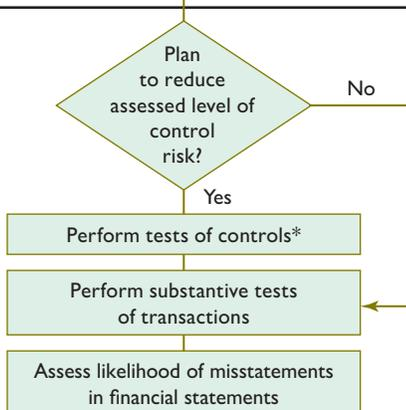 Plan
to reduce
assessed level of
control
risk?
No
Yes
Perform tests of controls*
Perform substantive tests
of transactions
Assess likelihood of misstatements
in financial statements